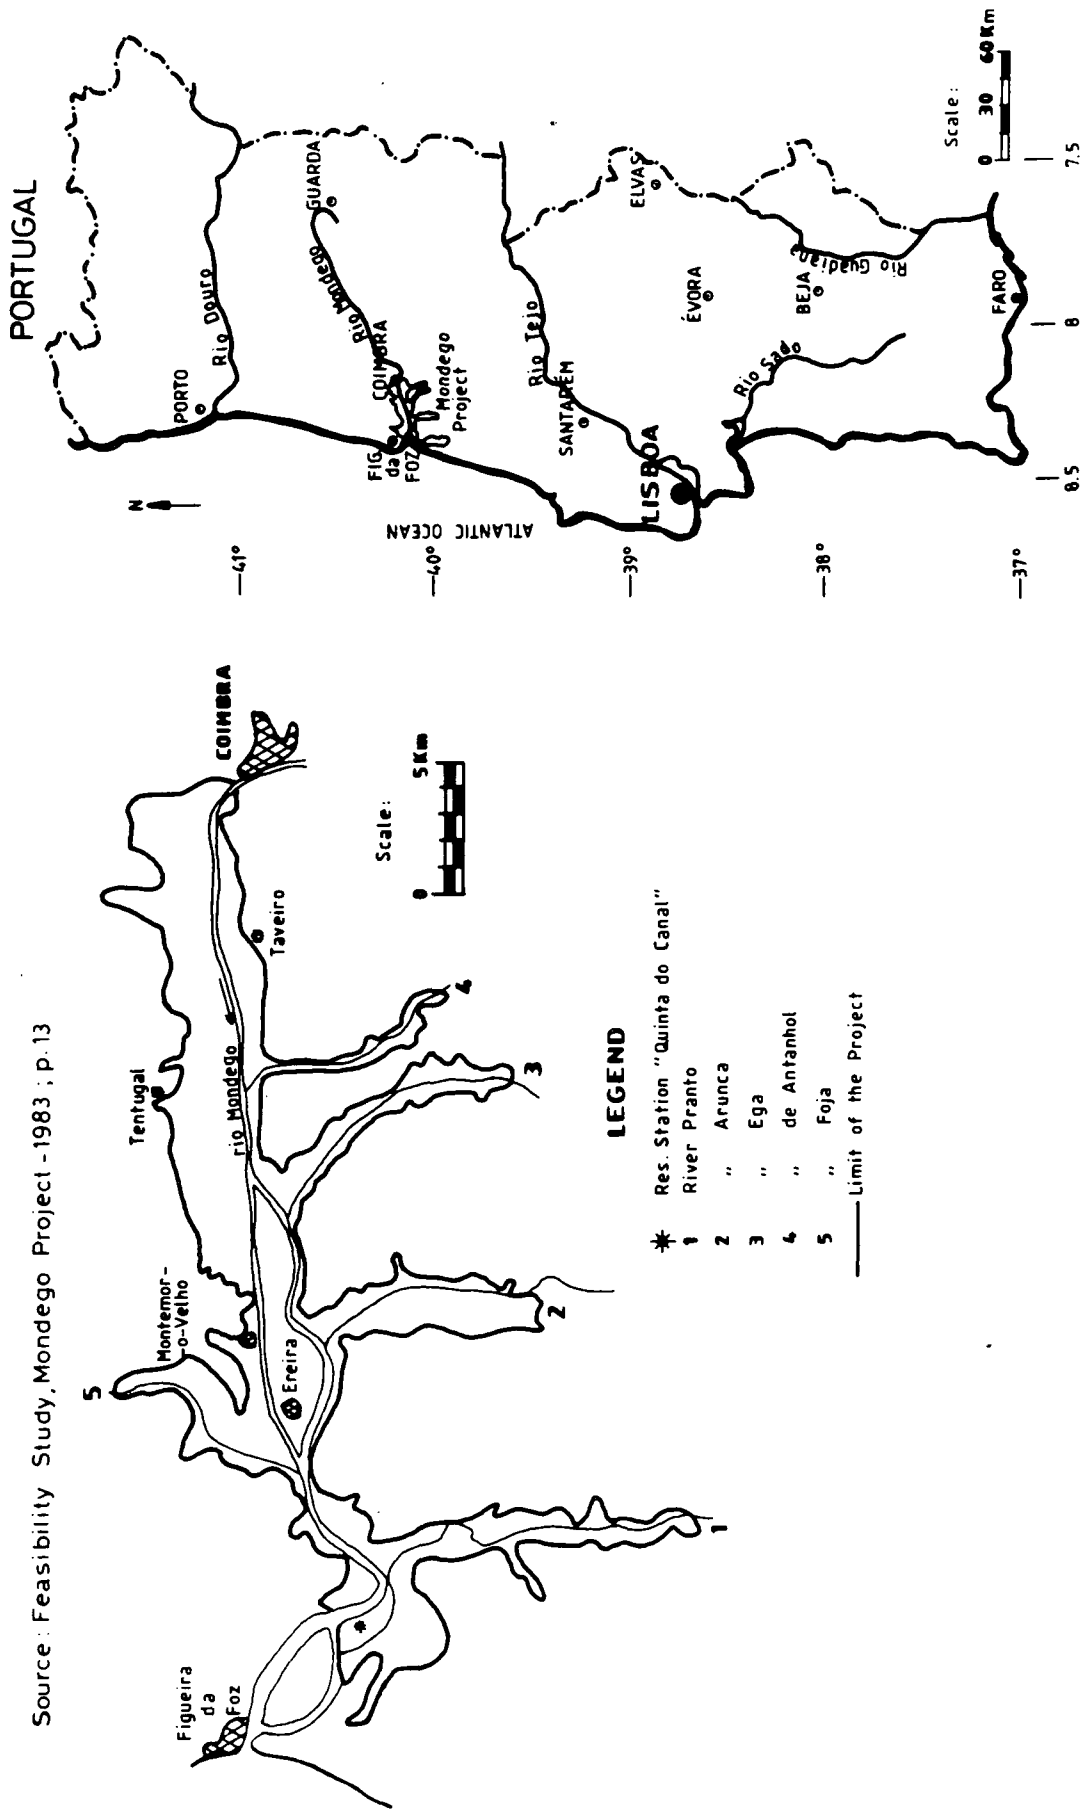 Source : Feasibility Study, Mondego Project - 1983 ; p. 13
Figueira
da
Foz
5
Montemor-
-o-Velho
Tentugal
COIMBRA
rio Mondego
Ereira
Taveiro
1
2
3
4
Scale:
0 5 Km
LEGEND
Res. Station "Quinta do Canal"
1 River Pranto
2 " Arunca
3 " Ega
4 " de Antanhol
5 " Foja
Limit of the Project
PORTUGAL
N
ATLANTIC OCEAN
PORTO
Rio Douro
GUARDA
Rio Mondego
COIMBRA
FIG.
da
FOZ
Mondego
Project
Rio Tejo
SANTARÉM
LISBOA
ELVAS
ÉVORA
BEJA
Rio Guadiana
Rio Sado
FARO
—41°
—40°
—39°
—38°
—37°
8.5
8
7.5
Scale:
0 30 60 Km